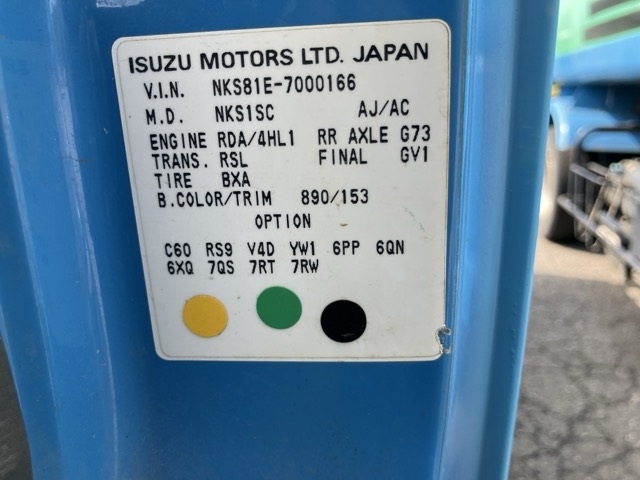 ISUZU MOTORS LTD. JAPAN
V.I.N. NKS81E-7000166
M.D. NKS1SC AJ/AC
ENGINE RDA/4HL1 RR AXLE G73
TRANS. RSL FINAL GV1
TIRE BXA
B.COLOR/TRIM 890/153
OPTION
C60 RS9 V4D YW1 6PP 6QN
6XQ 7QS 7RT 7RW